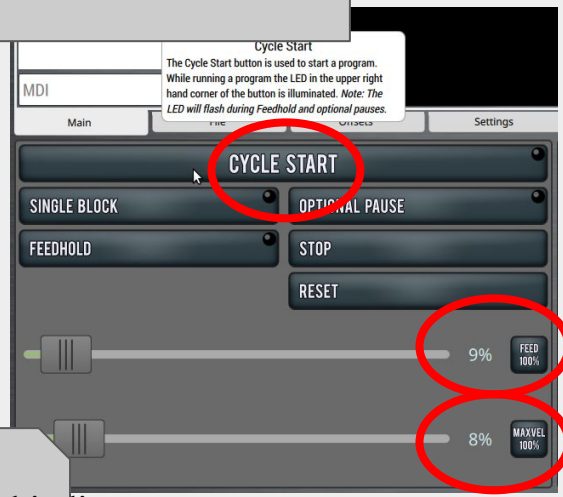 Cycle Start
The Cycle Start button is used to start a program.
While running a program the LED in the upper right
hand corner of the button is illuminated. Note: The
LED will flash during Feedhold and optional pauses.
MDI
Main File Offsets Settings
CYCLE START
SINGLE BLOCK OPTIONAL PAUSE
FEEDHOLD STOP
RESET
9% FEED
100%
8% MAXVEL
100%